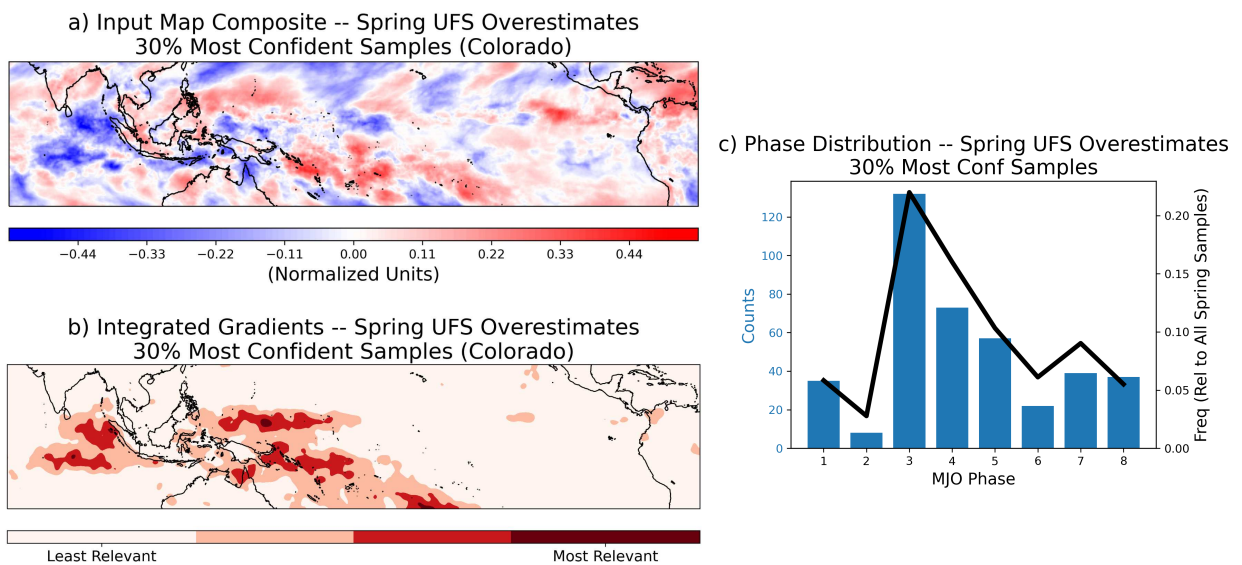 a) Input Map Composite -- Spring UFS Overestimates
30% Most Confident Samples (Colorado)
−0.44 −0.33 −0.22 −0.11 0.00 0.11 0.22 0.33 0.44
(Normalized Units)
b) Integrated Gradients -- Spring UFS Overestimates
30% Most Confident Samples (Colorado)
Least Relevant Most Relevant
c) Phase Distribution -- Spring UFS Overestimates
30% Most Conf Samples
Counts
120
100
80
60
40
20
0
0.20
0.15
0.10
0.05
0.00
Freq (Rel to All Spring Samples)
1 2 3 4 5 6 7 8
MJO Phase